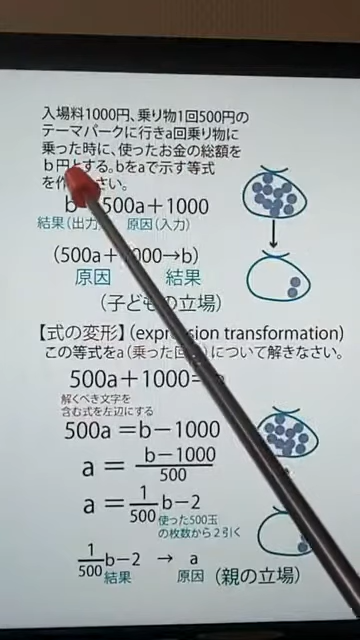 入場料1000円、乗り物1回500円の
テーマパークに行きa回乗り物に
乗った時に、使ったお金の総額を
b円とする。bをaで示す等式
を作 さい。
b 500a+1000
結果(出力) 原因(入力)
(500a+ 000→b)
原因 結果
(子ど の立場)
【式の変形】(exp sion transformation)
この等式をa(乗った回 )について解きなさい。
500a+1000=
解くべき文字を
含む式を左辺にする
500a =b-1000
a = b-1000/500
a = 1/500 b-2
使った500玉
の枚数から2引く
1/500 b-2 → a
結果 原因 (親の立場)